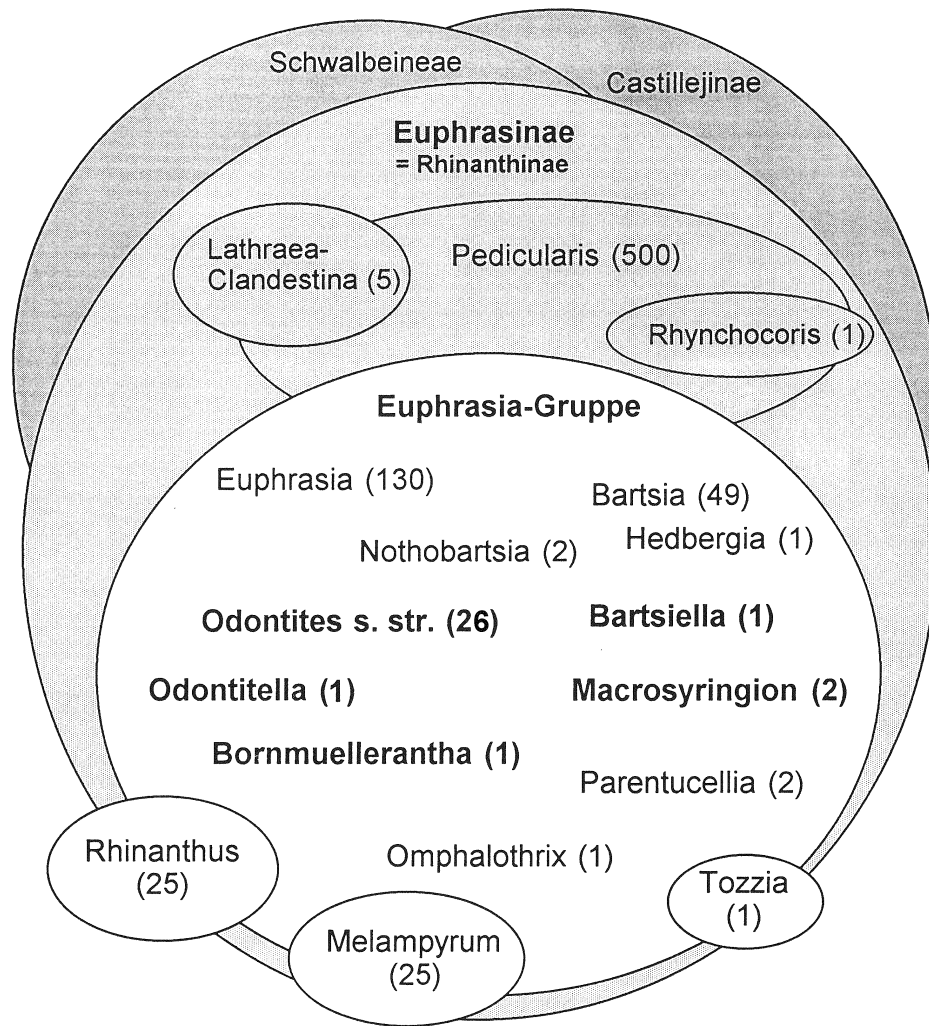 Schwalbeineae
Castillejinae
Euphrasinae
= Rhinanthinae
Lathraea-
Clandestina (5)
Pedicularis (500)
Rhynchocoris (1)
Euphrasia-Gruppe
Euphrasia (130)
Bartsia (49)
Nothobartsia (2)
Hedbergia (1)
Odontites s. str. (26)
Bartsiella (1)
Odontitella (1)
Macrosyringion (2)
Bornmuellerantha (1)
Parentucellia (2)
Rhinanthus
(25)
Omphalothrix (1)
Tozzia
(1)
Melampyrum
(25)